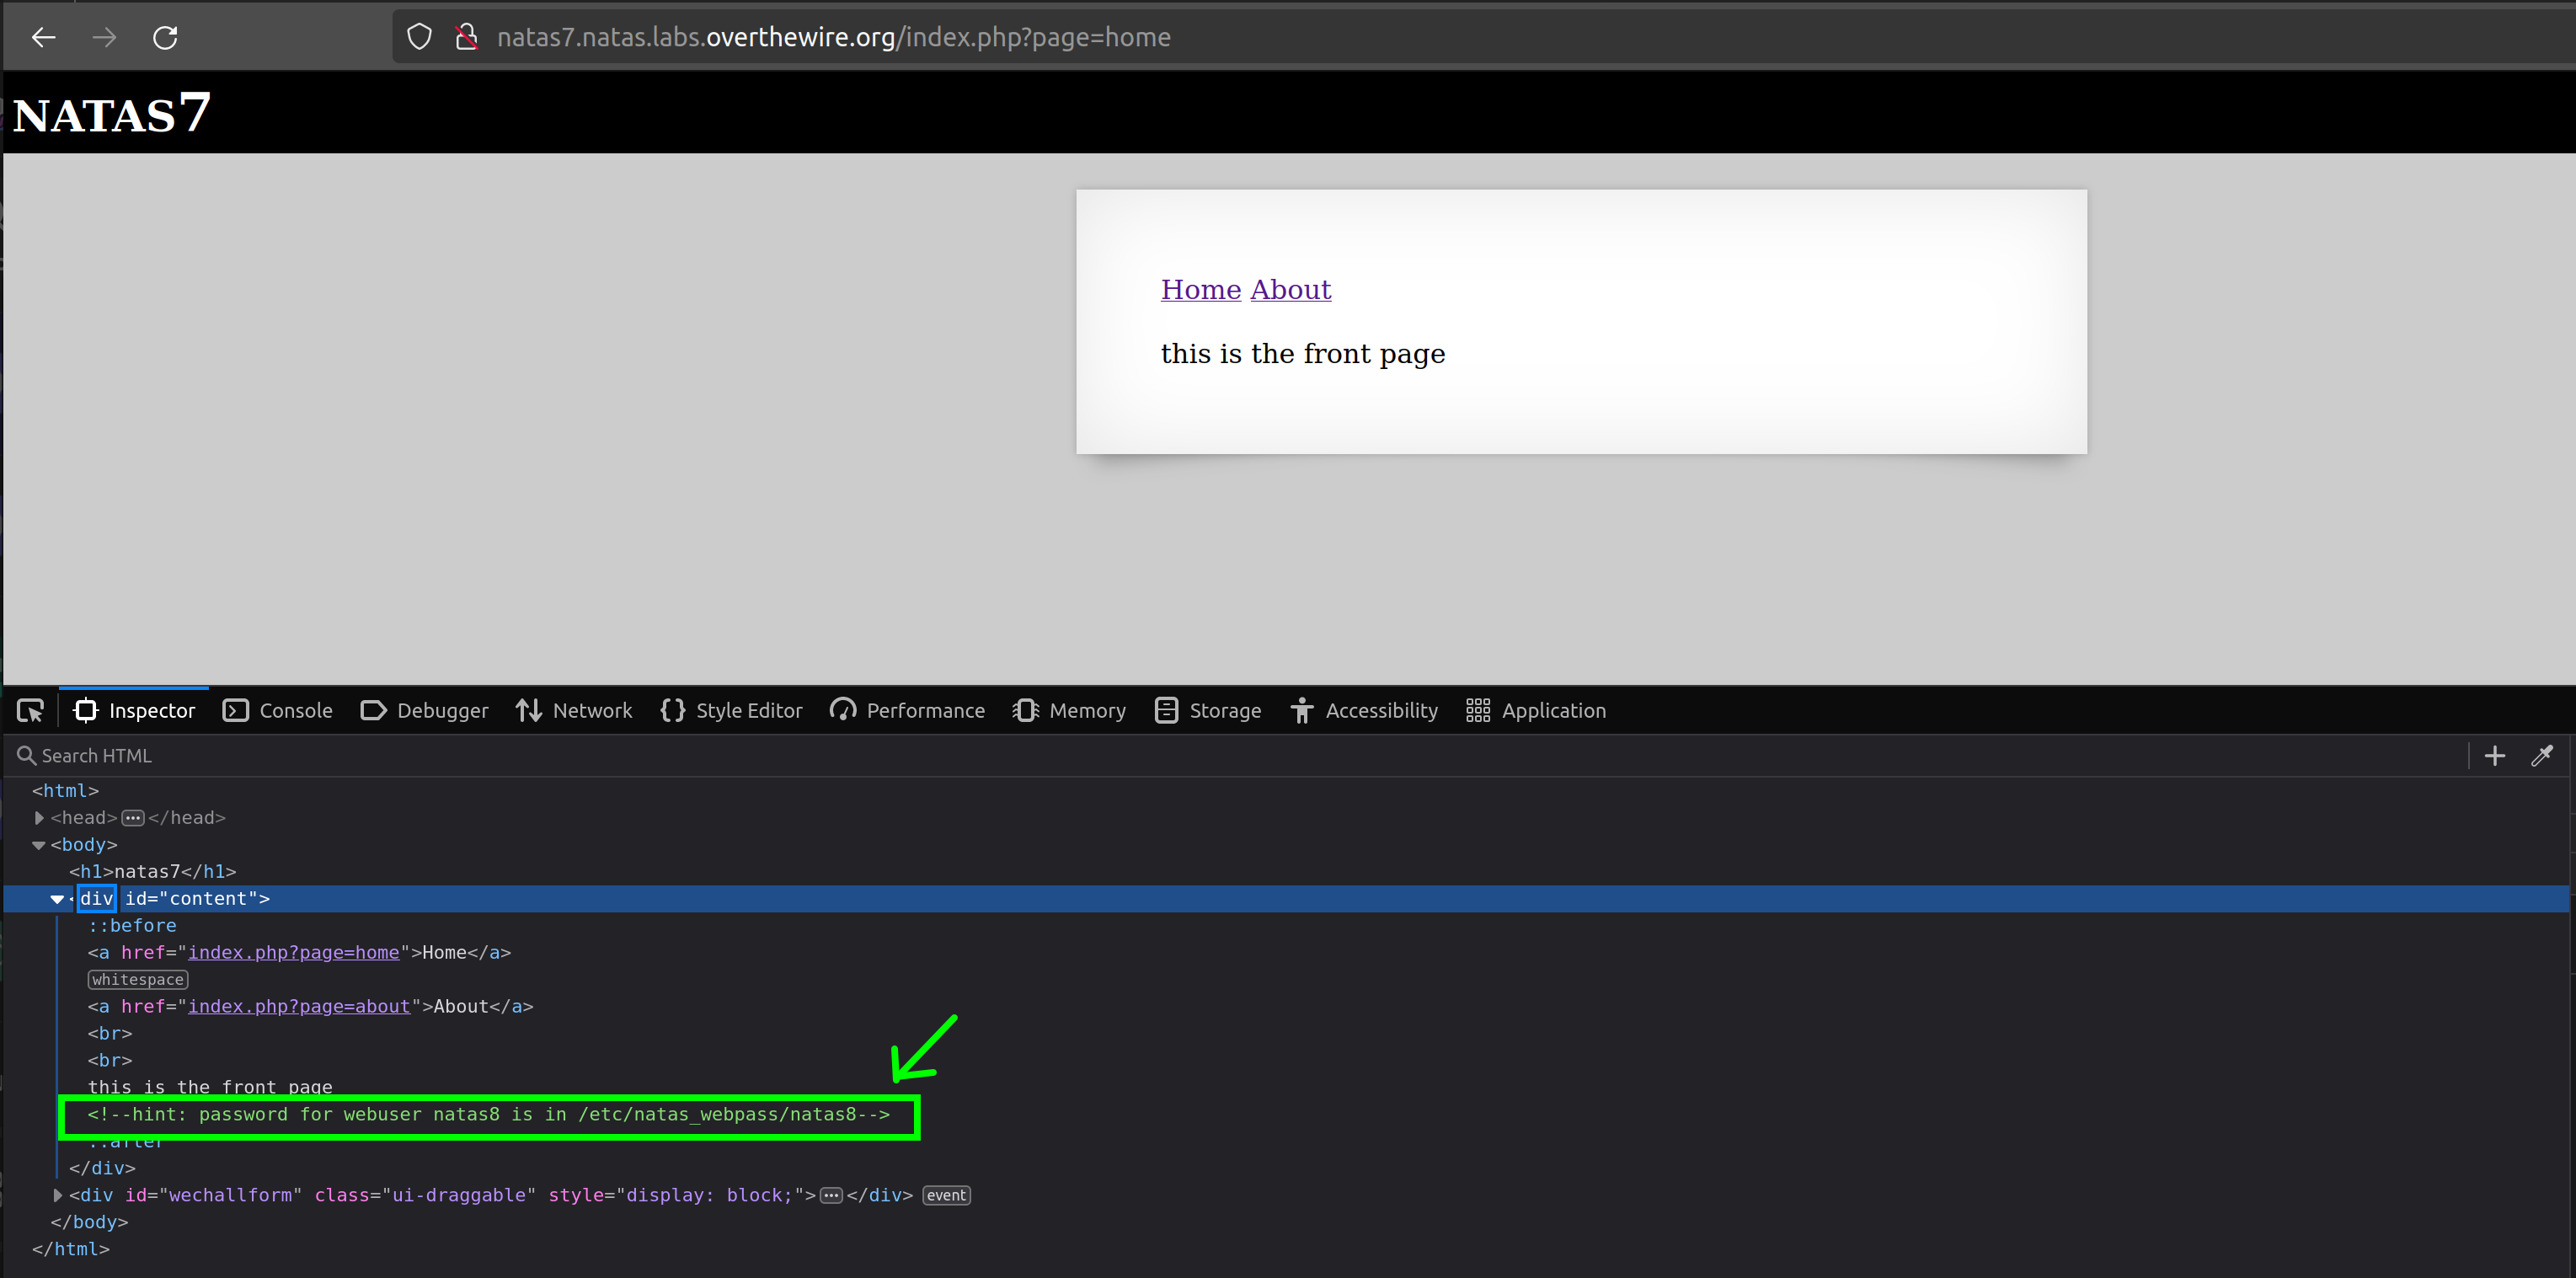 natas7.natas.labs.overthewire.org/index.php?page=home
NATAS7
Home About
this is the front page
Inspector Console Debugger Network Style Editor Performance Memory Storage Accessibility Application
Search HTML
<html>
<head> ••• </head>
<body>
<h1>natas7</h1>
<div id="content">
::before
<a href="index.php?page=home">Home</a>
whitespace
<a href="index.php?page=about">About</a>
<br>
<br>
this is the front page
<!--hint: password for webuser natas8 is in /etc/natas_webpass/natas8-->
::after
</div>
<div id="wechallform" class="ui-draggable" style="display: block;"> ••• </div> event
</body>
</html>